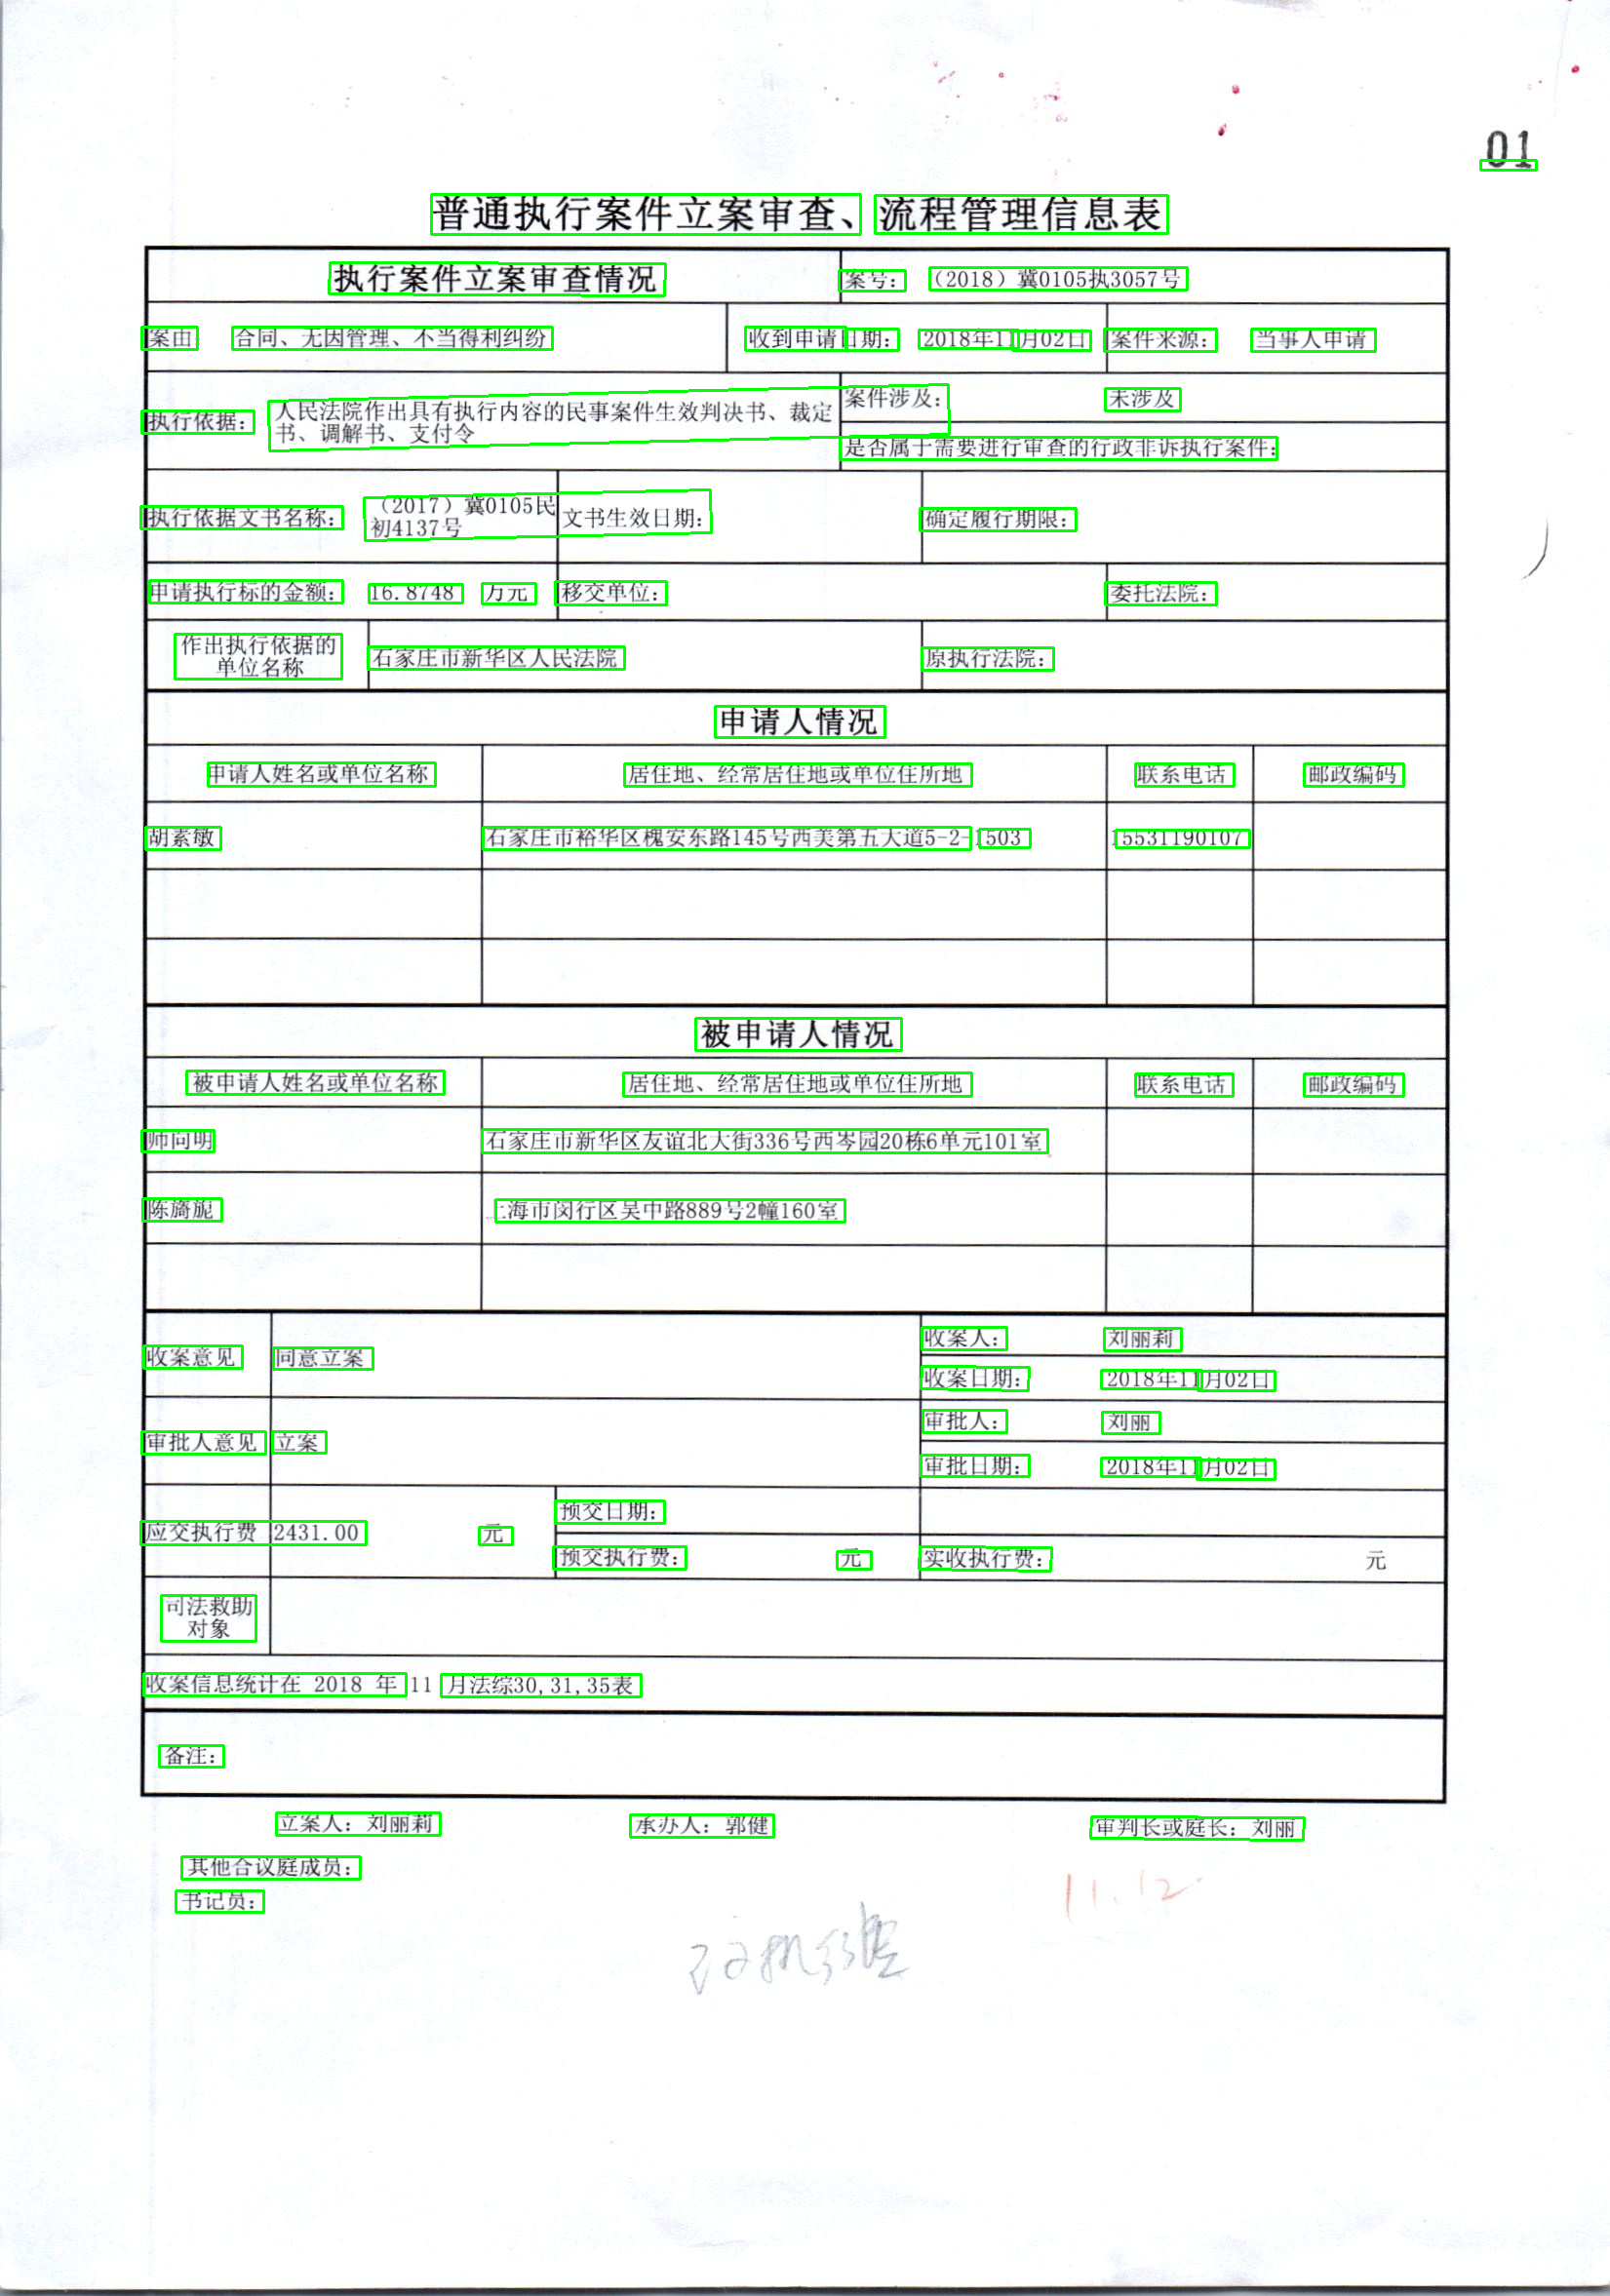 01
普通执行案件立案审查、流程管理信息表
执行案件立案审查情况 案号： （2018）冀0105执3057号
案由 合同、无因管理、不当得利纠纷 收到申请日期： 2018年11月02日 案件来源： 当事人申请
执行依据： 人民法院作出具有执行内容的民事案件生效判决书、裁定
书、调解书、支付令
案件涉及： 未涉及
是否属于需要进行审查的行政非诉执行案件：
执行依据文书名称： （2017）冀0105民
初4137号
文书生效日期： 确定履行期限：
申请执行标的金额： 16.8748 万元 移交单位： 委托法院：
作出执行依据的
单位名称
石家庄市新华区人民法院 原执行法院：
申请人情况
申请人姓名或单位名称 居住地、经常居住地或单位住所地 联系电话 邮政编码
胡素敏 石家庄市裕华区槐安东路145号西美第五大道5-2-1503 15531190107
被申请人情况
被申请人姓名或单位名称 居住地、经常居住地或单位住所地 联系电话 邮政编码
帅问明 石家庄市新华区友谊北大街336号西岑园20栋6单元101室
陈旖旎 上海市闵行区吴中路889号2幢160室
收案意见 同意立案 收案人： 刘丽莉
收案日期： 2018年11月02日
审批人意见 立案 审批人： 刘丽
审批日期： 2018年11月02日
应交执行费 2431.00 元 预交日期：
预交执行费： 元 实收执行费： 元
司法救助
对象
收案信息统计在 2018 年 11 月法综30,31,35表
备注：
立案人：刘丽莉 承办人：郭健 审判长或庭长：刘丽
其他合议庭成员：
书记员：
11.12